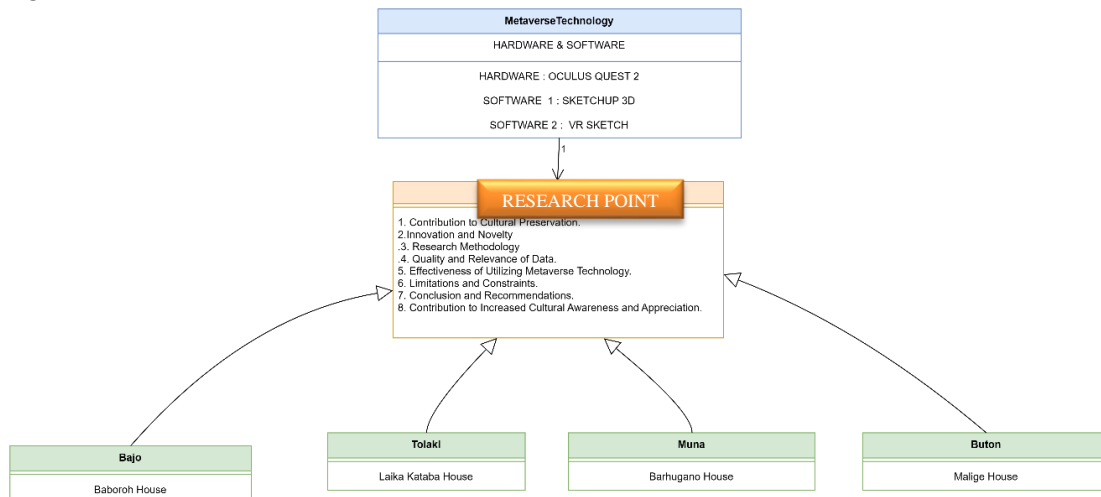 MetaverseTechnology
HARDWARE & SOFTWARE
HARDWARE : OCULUS QUEST 2
SOFTWARE 1 : SKETCHUP 3D
SOFTWARE 2 : VR SKETCH
1
RESEARCH POINT
1. Contribution to Cultural Preservation.
2.Innovation and Novelty
.3. Research Methodology
.4. Quality and Relevance of Data.
5. Effectiveness of Utilizing Metaverse Technology.
6. Limitations and Constraints.
7. Conclusion and Recommendations.
8. Contribution to Increased Cultural Awareness and Appreciation.
Bajo
Baboroh House
Tolaki
Laika Kataba House
Muna
Barhugano House
Buton
Malige House